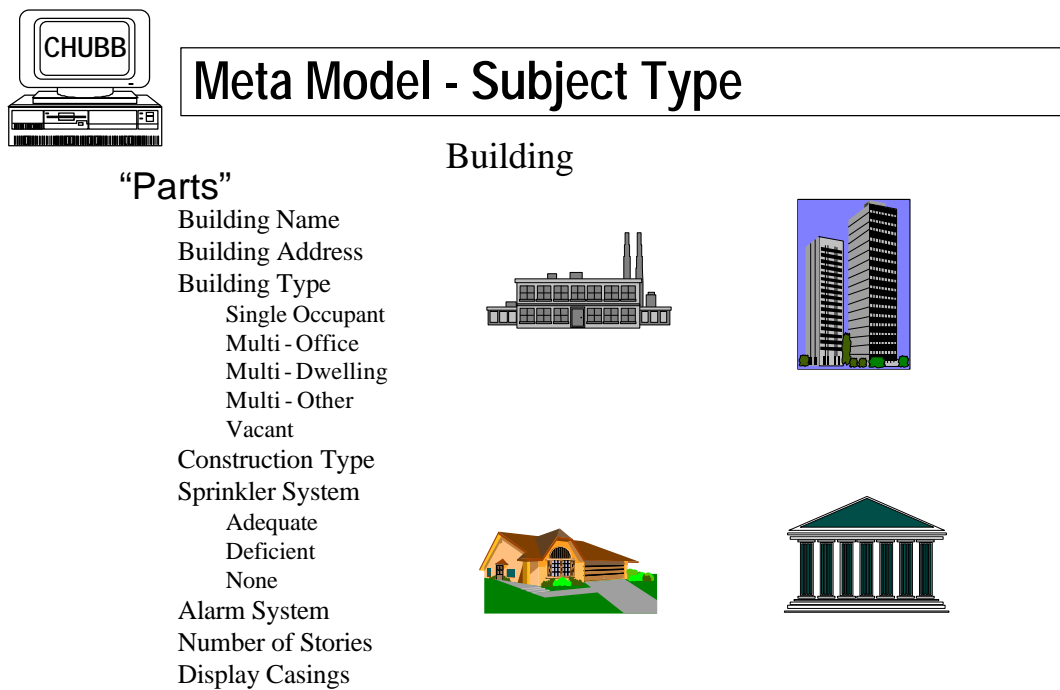 CHUBB
Meta Model - Subject Type
Building
“Parts”
Building Name
Building Address
Building Type
Single Occupant
Multi - Office
Multi - Dwelling
Multi - Other
Vacant
Construction Type
Sprinkler System
Adequate
Deficient
None
Alarm System
Number of Stories
Display Casings